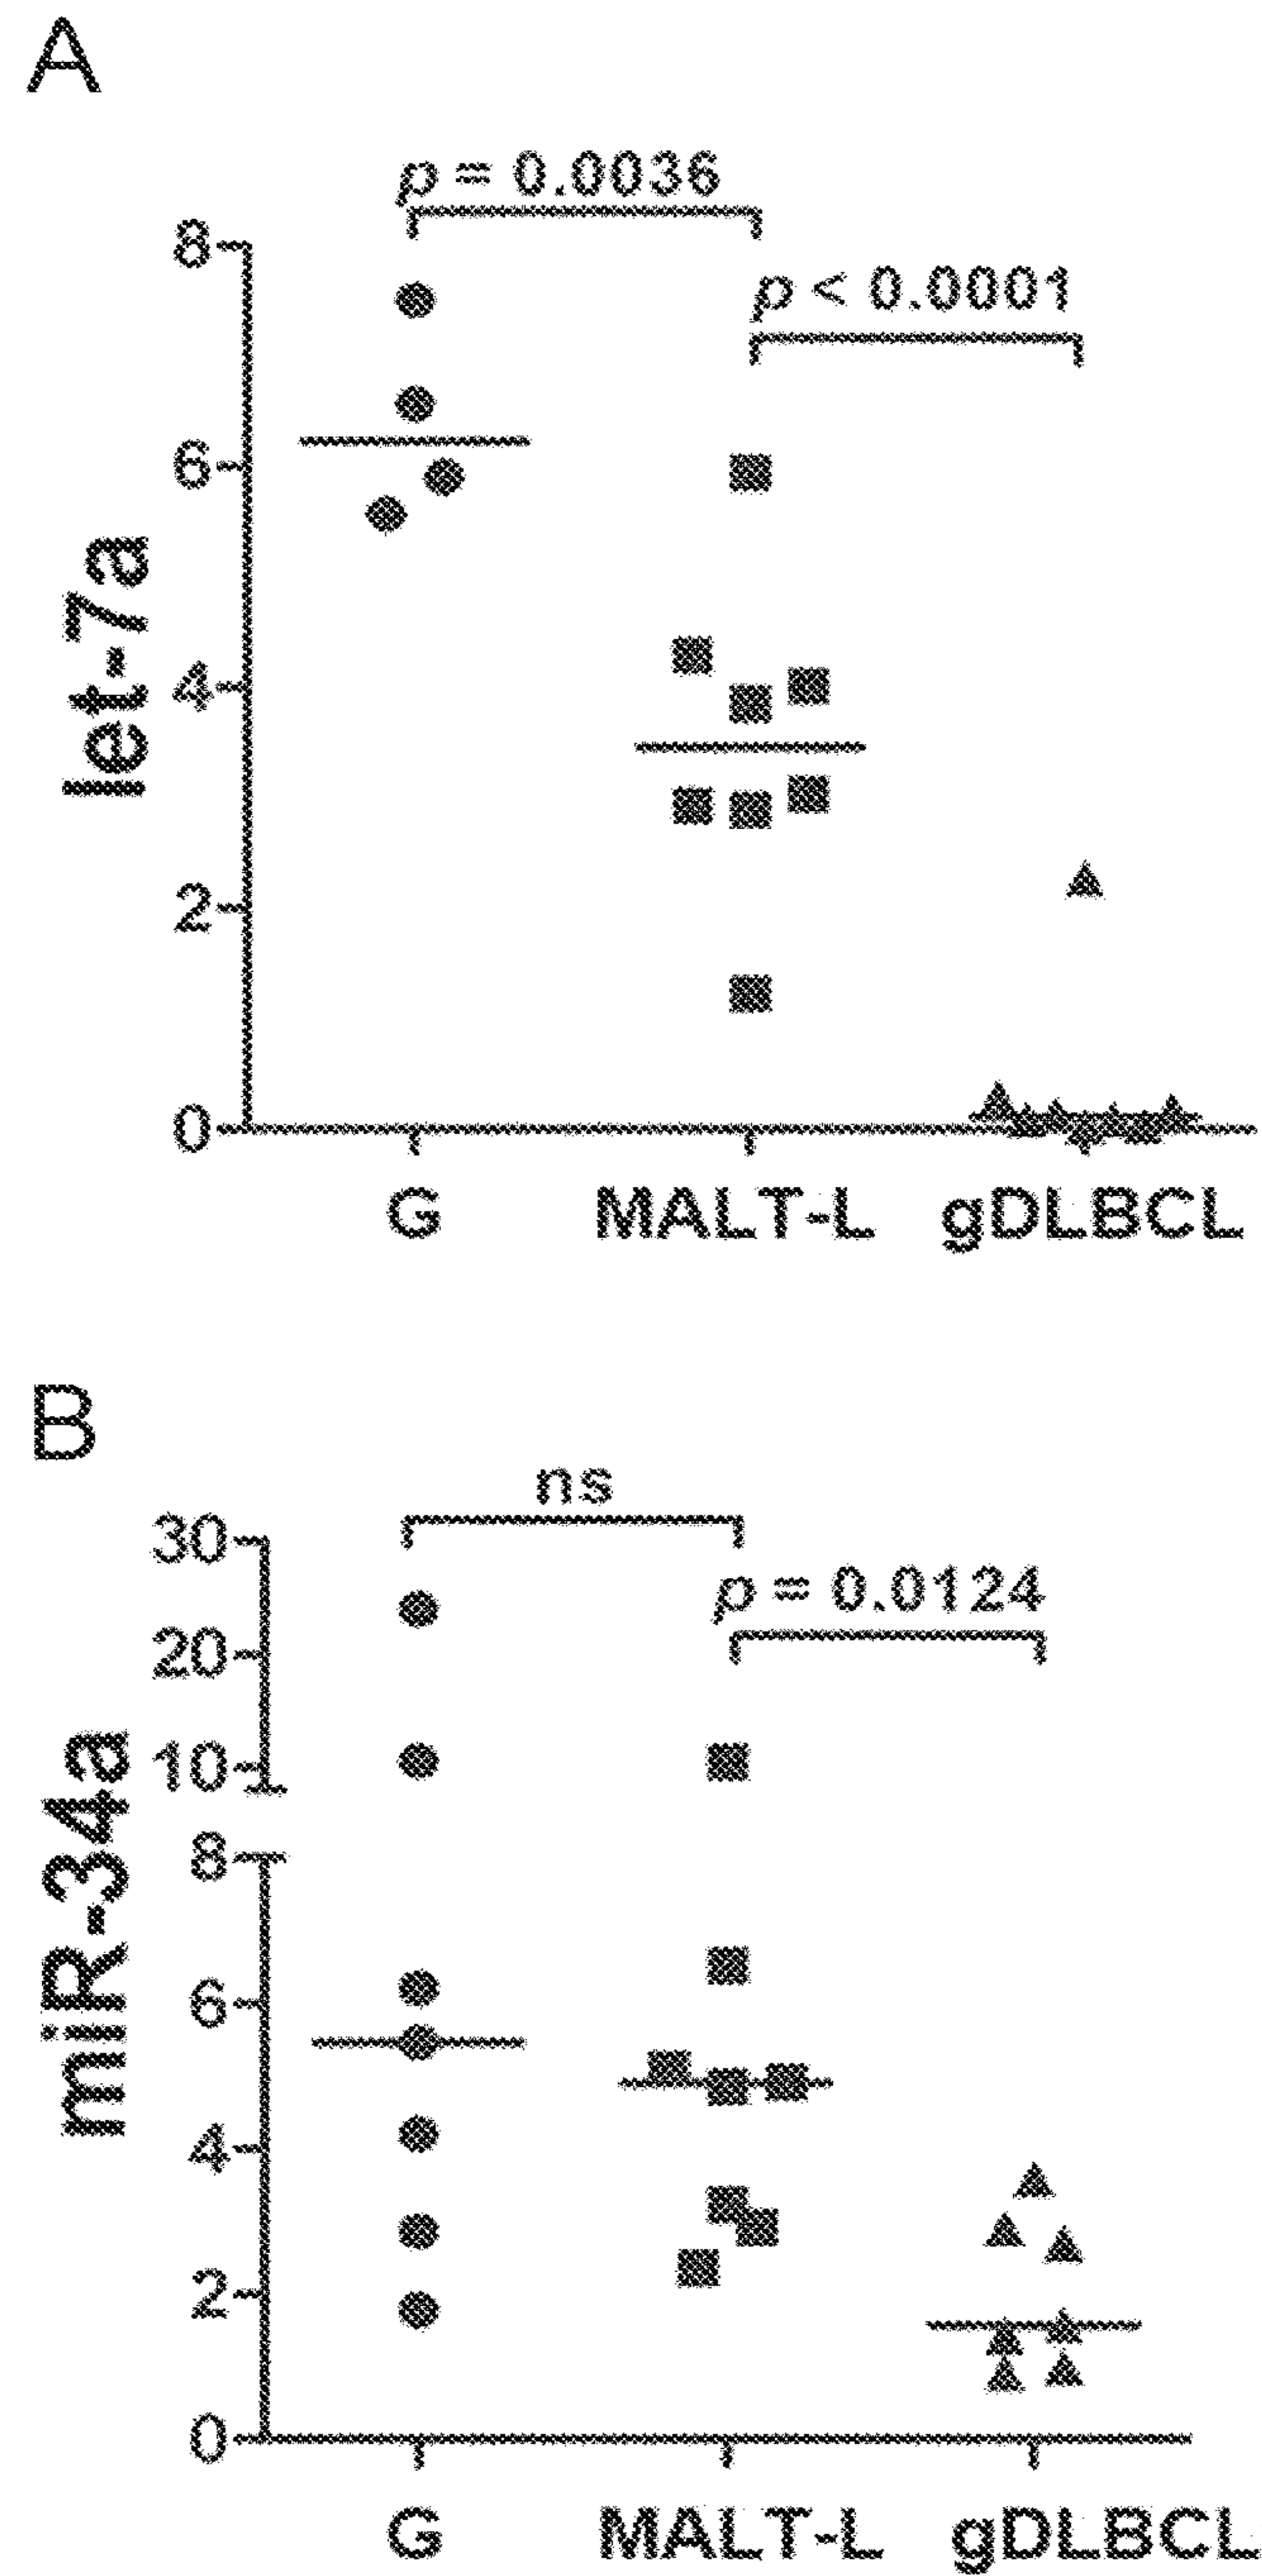 A
p = 0.0036
p < 0.0001
8
6
4
2
0
let-7a
G MALT-L gDLBCL
B
ns
p = 0.0124
30
20
10
8
6
4
2
0
miR-34a
G MALT-L gDLBCL